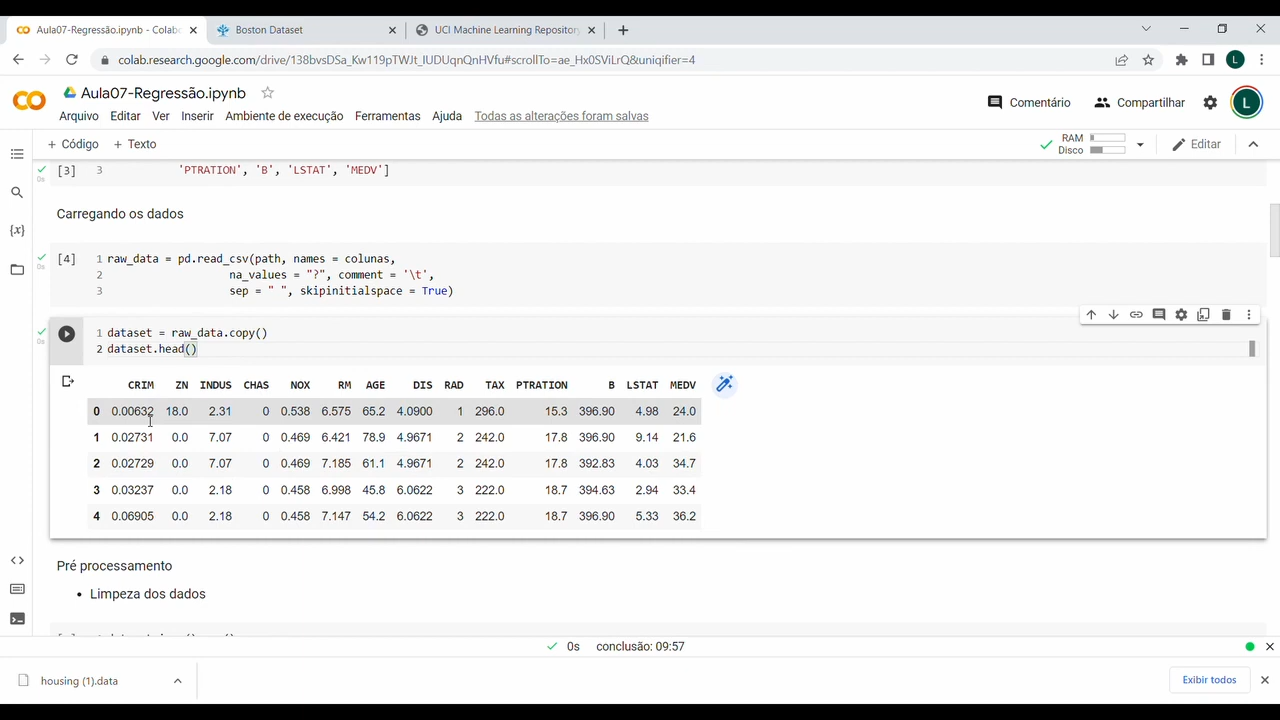 Aula07-Regressão.ipynb - Colab
Boston Dataset
UCI Machine Learning Repository
colab.research.google.com/drive/138bvsDSa_Kw119pTWJt_IUDUqnQnHVfu#scrollTo=ae_Hx0SViLrQ&uniqifier=4
L
Aula07-Regressão.ipynb
Comentário
Compartilhar
L
Arquivo Editar Ver Inserir Ambiente de execução Ferramentas Ajuda Todas as alterações foram salvas
+ Código + Texto
RAM
Disco
Editar
[3] 3 'PTRATION', 'B', 'LSTAT', 'MEDV']
0s
Carregando os dados
[4] 1 raw_data = pd.read_csv(path, names = colunas,
0s
2 na_values = "?", comment = '\t',
3 sep = " ", skipinitialspace = True)
1 dataset = raw_data.copy()
0s
2 dataset.head()
CRIM ZN INDUS CHAS NOX RM AGE DIS RAD TAX PTRATION B LSTAT MEDV
0 0.00632 18.0 2.31 0 0.538 6.575 65.2 4.0900 1 296.0 15.3 396.90 4.98 24.0
1 0.02731 0.0 7.07 0 0.469 6.421 78.9 4.9671 2 242.0 17.8 396.90 9.14 21.6
2 0.02729 0.0 7.07 0 0.469 7.185 61.1 4.9671 2 242.0 17.8 392.83 4.03 34.7
3 0.03237 0.0 2.18 0 0.458 6.998 45.8 6.0622 3 222.0 18.7 394.63 2.94 33.4
4 0.06905 0.0 2.18 0 0.458 7.147 54.2 6.0622 3 222.0 18.7 396.90 5.33 36.2
Pré processamento
• Limpeza dos dados
0s conclusão: 09:57
housing (1).data
Exibir todos